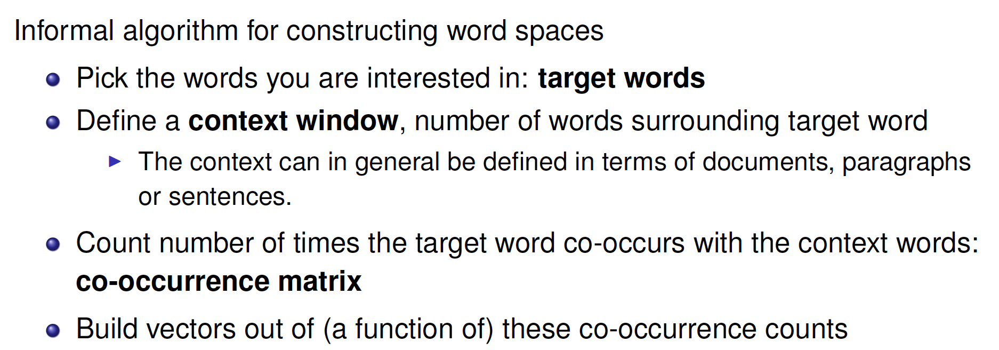 Informal algorithm for constructing word spaces
Pick the words you are interested in: target words
Define a context window, number of words surrounding target word
The context can in general be defined in terms of documents, paragraphs
or sentences.
Count number of times the target word co-occurs with the context words:
co-occurrence matrix
Build vectors out of (a function of) these co-occurrence counts